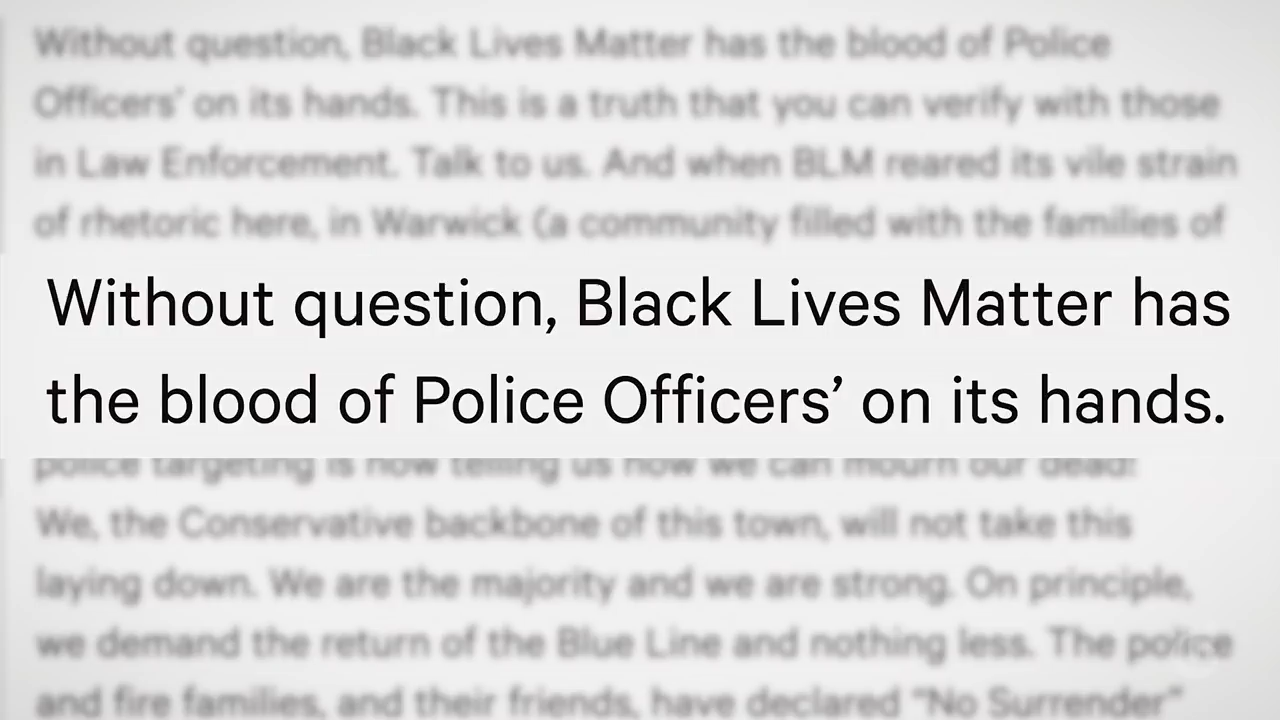 Without question, Black Lives Matter has the blood of Police
Officers’ on its hands. This is a truth that you can verify with those
in Law Enforcement. Talk to us. And when BLM reared its vile strain
of rhetoric here, in Warwick (a community filled with the families of
Without question, Black Lives Matter has
the blood of Police Officers’ on its hands.
police targeting is now telling us how we can mourn our dead!
We, the Conservative backbone of this town, will not take this
laying down. We are the majority and we are strong. On principle,
we demand the return of the Blue Line and nothing less. The police
and fire families, and their friends, have declared “No Surrender”